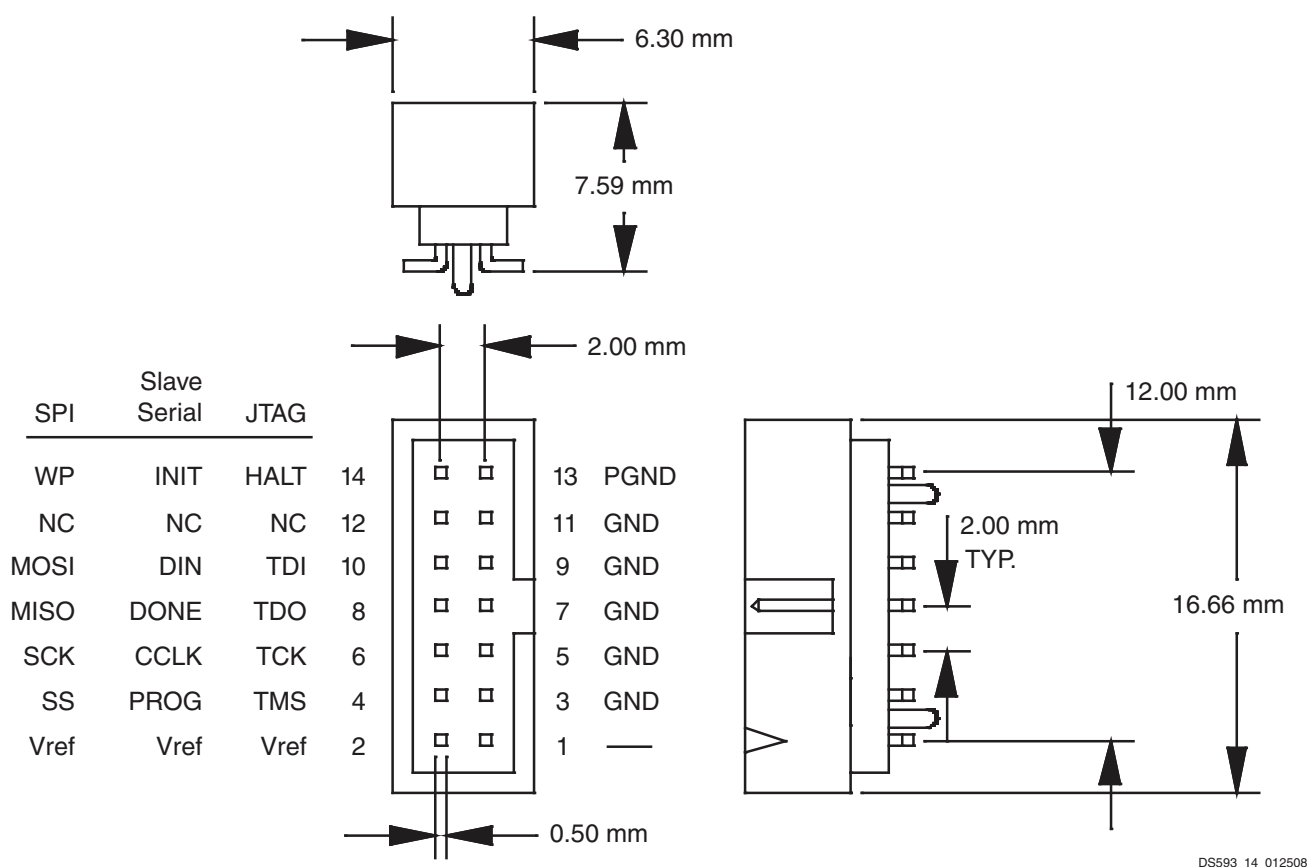 6.30 mm
7.59 mm
2.00 mm
Slave
SPI Serial JTAG
WP INIT HALT 14 13 PGND
NC NC NC 12 11 GND
MOSI DIN TDI 10 9 GND
MISO DONE TDO 8 7 GND
SCK CCLK TCK 6 5 GND
SS PROG TMS 4 3 GND
Vref Vref Vref 2 1 —
0.50 mm
12.00 mm
2.00 mm
TYP.
16.66 mm
DS593_14_012508